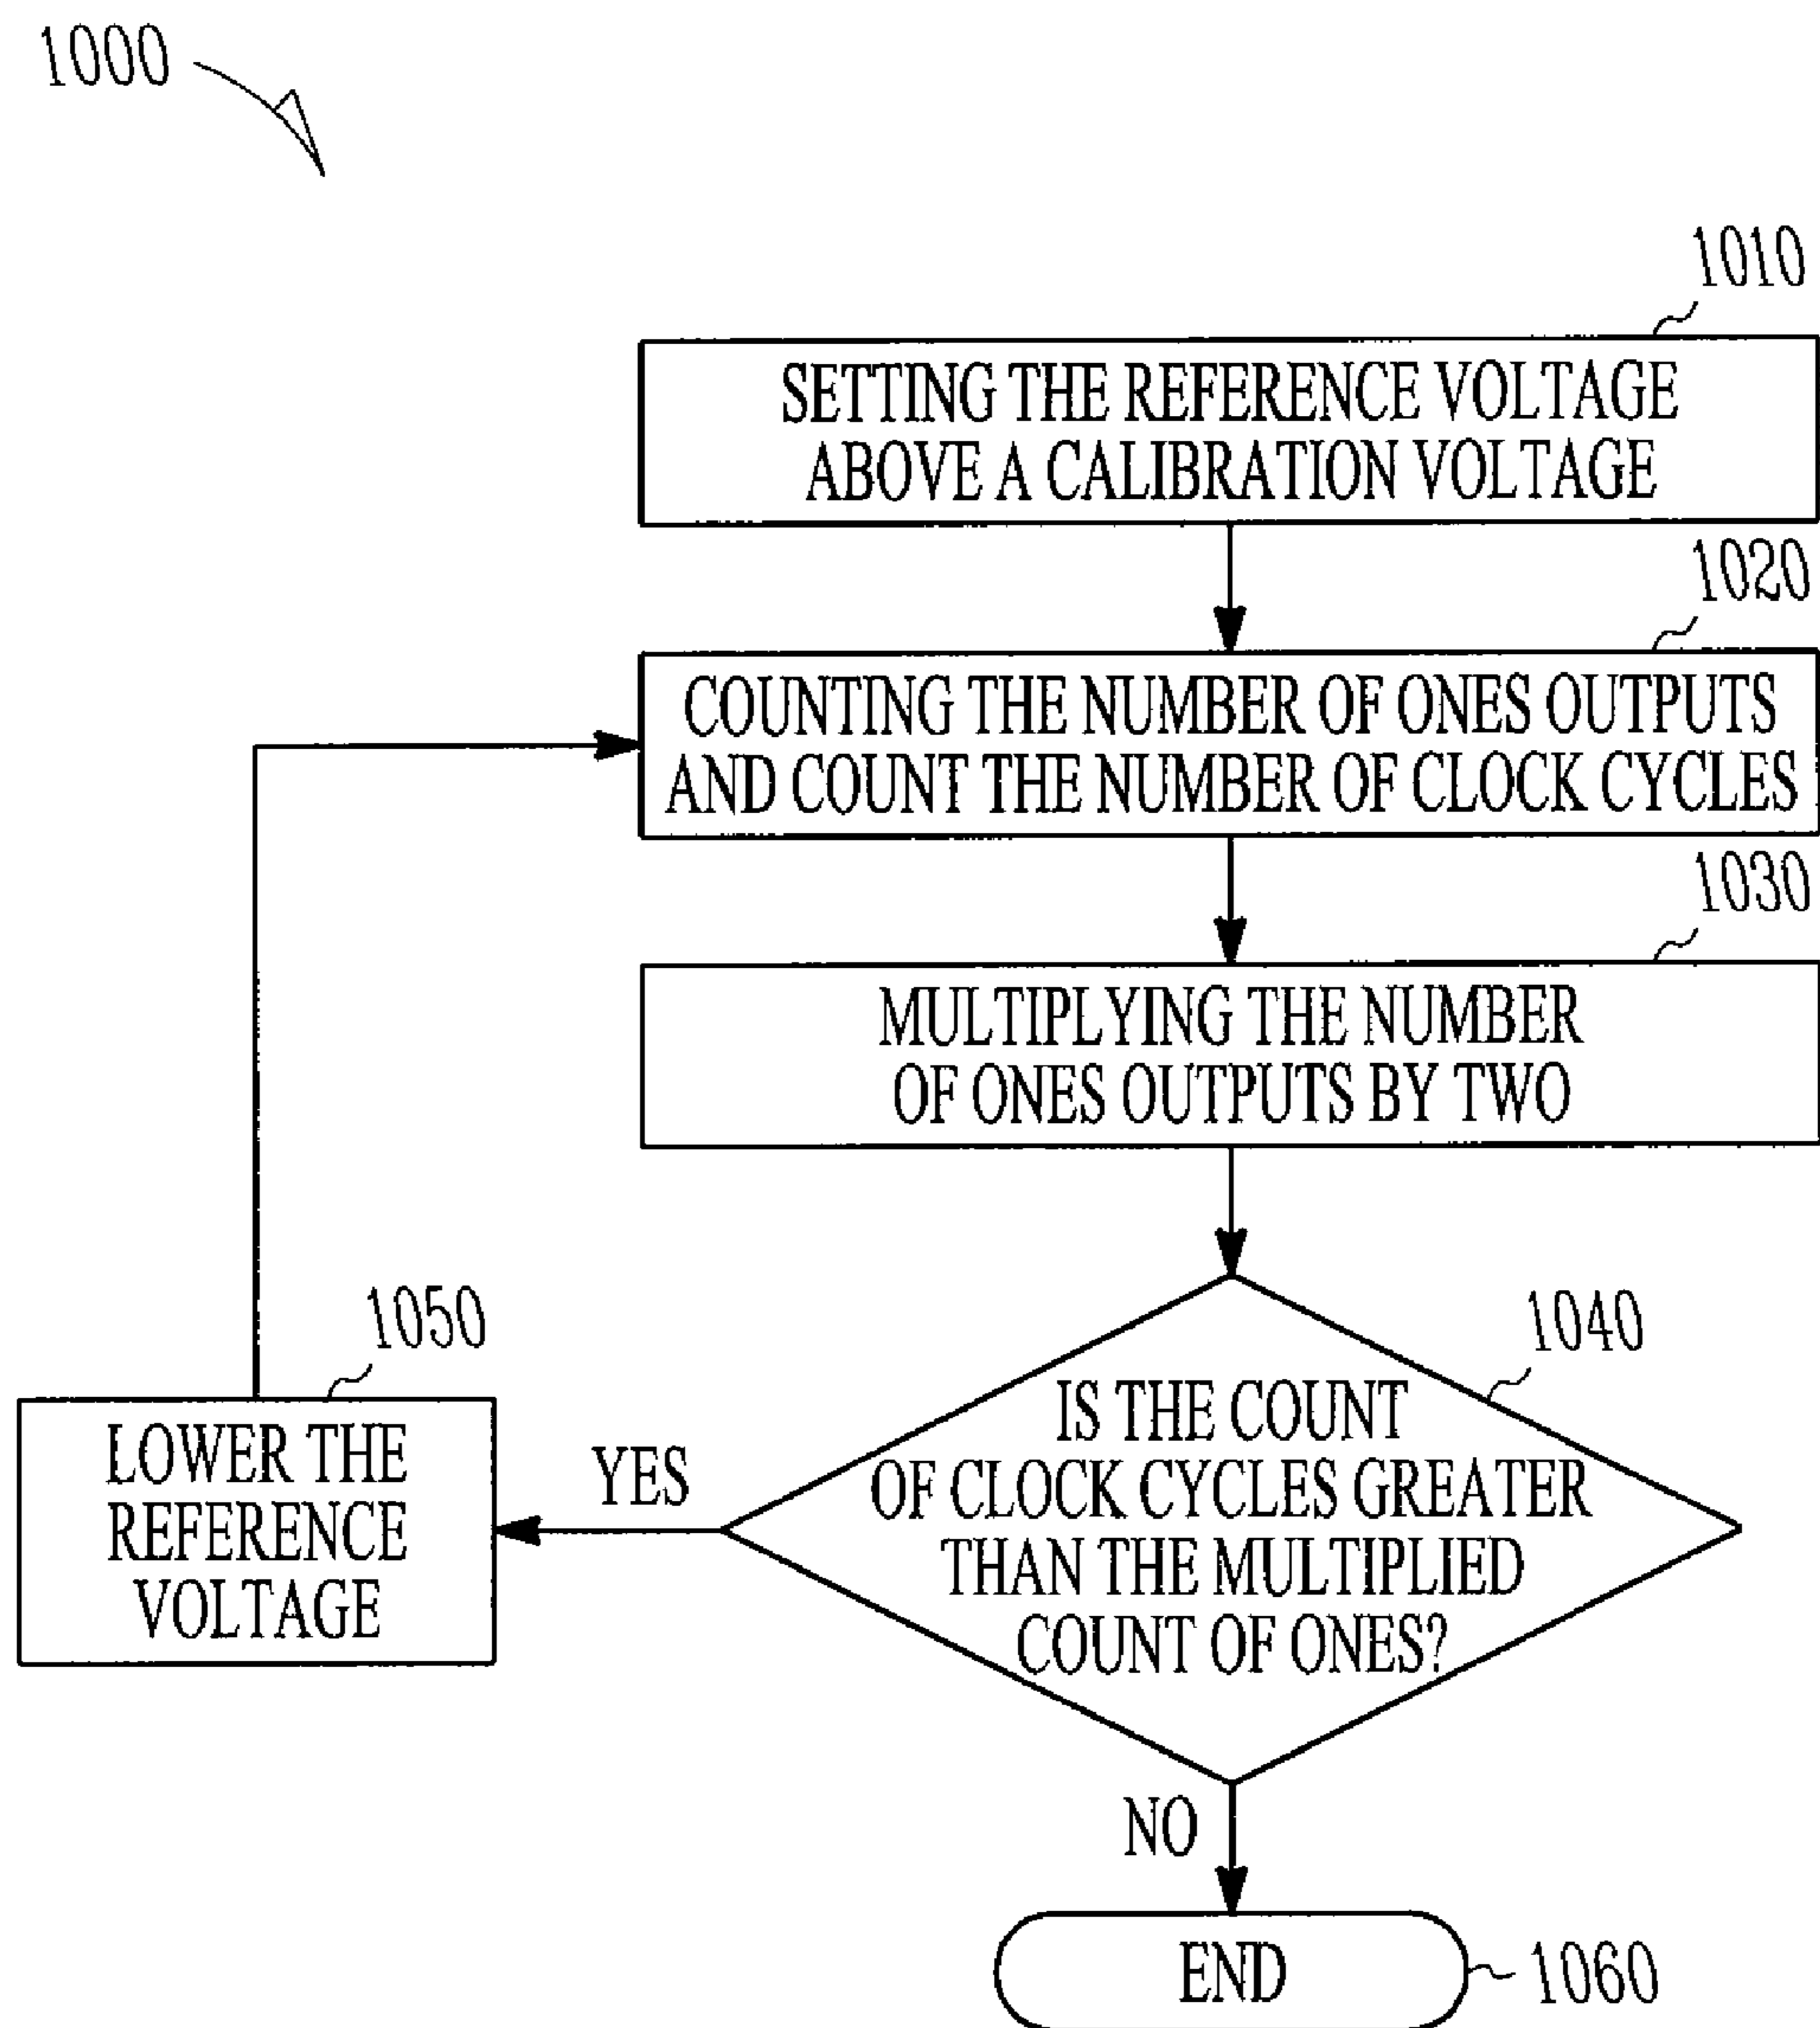 1000
1010
SETTING THE REFERENCE VOLTAGE
ABOVE A CALIBRATION VOLTAGE
1020
COUNTING THE NUMBER OF ONES OUTPUTS
AND COUNT THE NUMBER OF CLOCK CYCLES
1030
MULTIPLYING THE NUMBER
OF ONES OUTPUTS BY TWO
1040
IS THE COUNT
OF CLOCK CYCLES GREATER
THAN THE MULTIPLIED
COUNT OF ONES?
YES
1050
LOWER THE
REFERENCE
VOLTAGE
NO
END
1060